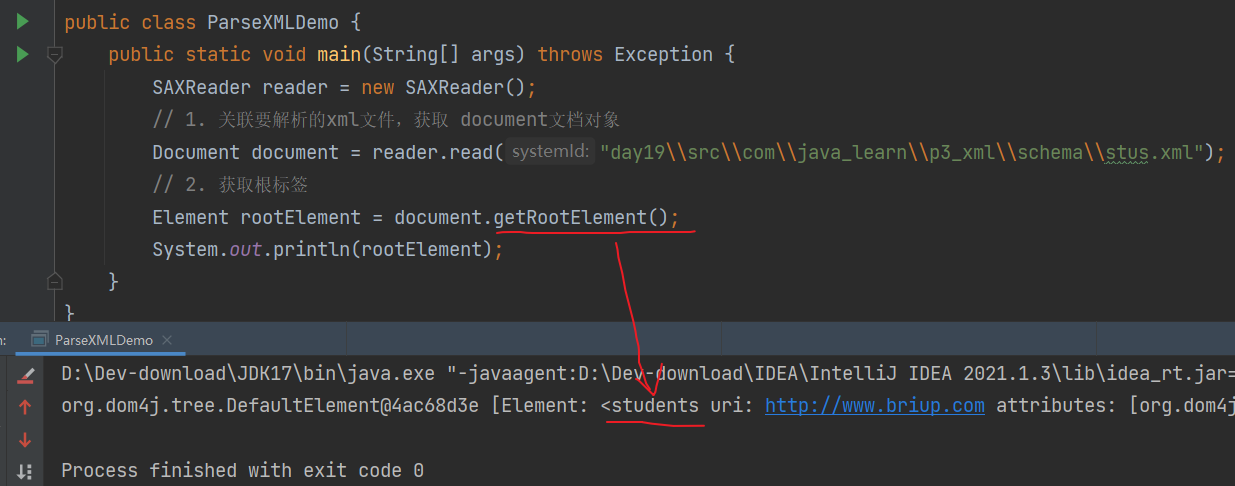 public class ParseXMLDemo {
public static void main(String[] args) throws Exception {
SAXReader reader = new SAXReader();
// 1. 关联要解析的xml文件，获取 document文档对象
Document document = reader.read( systemId: "day19\\src\\com\\java_learn\\p3_xml\\schema\\stus.xml");
// 2. 获取根标签
Element rootElement = document.getRootElement();
System.out.println(rootElement);
}
}
n: ParseXMLDemo ×
D:\Dev-download\JDK17\bin\java.exe "-javaagent:D:\Dev-download\IDEA\IntelliJ IDEA 2021.1.3\lib\idea_rt.jar=
org.dom4j.tree.DefaultElement@4ac68d3e [Element: <students uri: http://www.briup.com attributes: [org.dom4j
Process finished with exit code 0